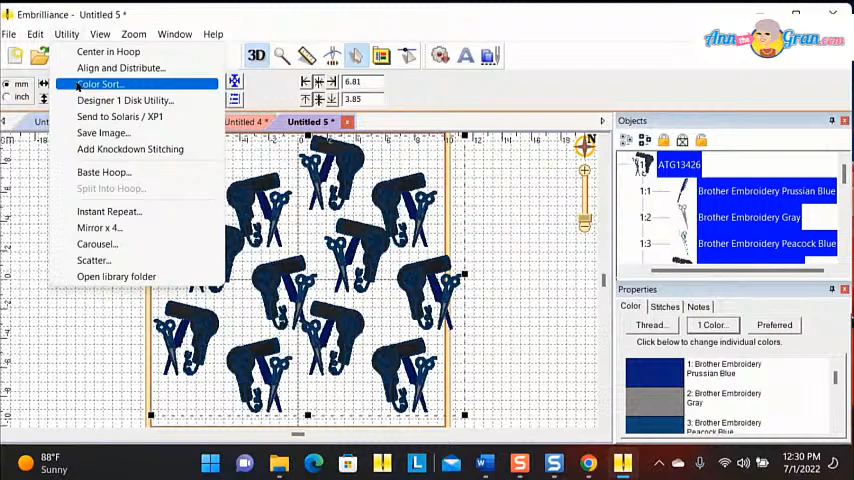 Embrilliance - Untitled 5 *
File Edit Utility View Zoom Window Help
Ann the Gran.com
3D
mm
inch
6.81
3.85
Center in Hoop
Align and Distribute...
Color Sort...
Designer 1 Disk Utility...
Send to Solaris / XP1
Save Image...
Add Knockdown Stitching
Baste Hoop...
Split Into Hoop...
Instant Repeat...
Mirror x 4...
Carousel...
Scatter...
Open library folder
Untitled 4 *
Untitled 5 *
N
Objects
1 ATG13426
1:1 Brother Embroidery Prussian Blue
1:2 Brother Embroidery Gray
1:3 Brother Embroidery Peacock Blue
Properties
Color Stitches Notes
Thread... 1 Color... Preferred
Click below to change individual colors.
1: Brother Embroidery
Prussian Blue
2: Brother Embroidery
Gray
3: Brother Embroidery
Peacock Blue
88°F
Sunny
12:30 PM
7/1/2022